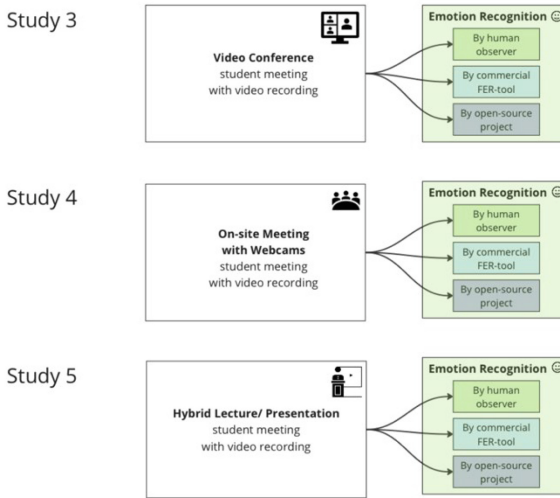 Study 3
Video Conference
student meeting
with video recording
Emotion Recognition
By human
observer
By commercial
FER-tool
By open-source
project
Study 4
On-site Meeting
with Webcams
student meeting
with video recording
Emotion Recognition
By human
observer
By commercial
FER-tool
By open-source
project
Study 5
Hybrid Lecture/ Presentation
student meeting
with video recording
Emotion Recognition
By human
observer
By commercial
FER-tool
By open-source
project